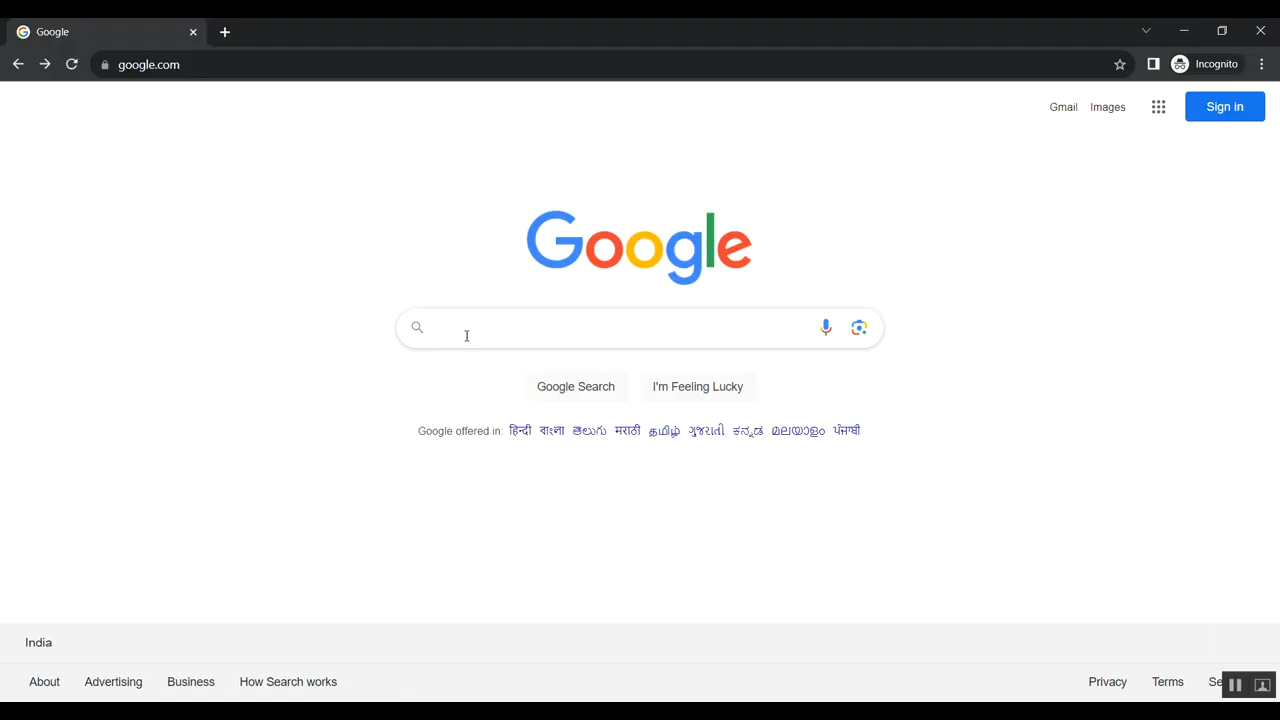 Google
google.com
Incognito
Gmail Images Sign in
Google
Google Search I'm Feeling Lucky
Google offered in: हिन्दी বাংলা తెలుగు मराठी தமிழ் ગુજરાતી ಕನ್ನಡ മലയാളം ਪੰਜਾਬੀ
India
About Advertising Business How Search works Privacy Terms